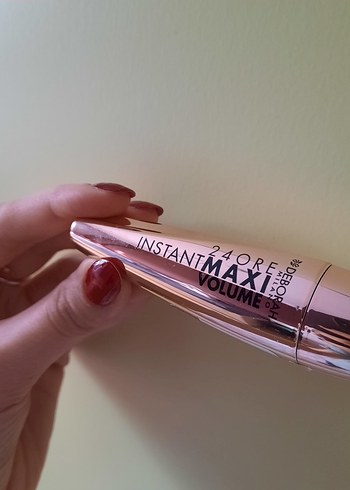 24ORE
INSTANT MAXI
VOLUME
DEBORAH
MILANO